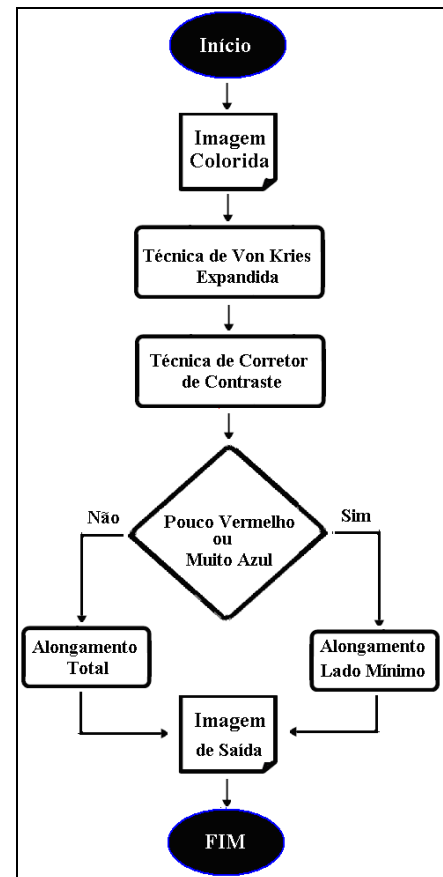 Início
Imagem
Colorida
Técnica de Von Kries
Expandida
Técnica de Corretor
de Contraste
Pouco Vermelho
ou
Muito Azul
Não
Sim
Alongamento
Total
Alongamento
Lado Mínimo
Imagem
de Saída
FIM